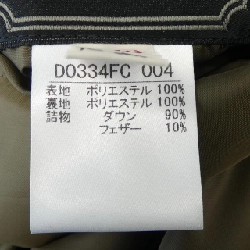 D0334FC 004
表地 ポリエステル 100%
裏地 ポリエステル 100%
詰物 ダウン 90%
フェザー 10%